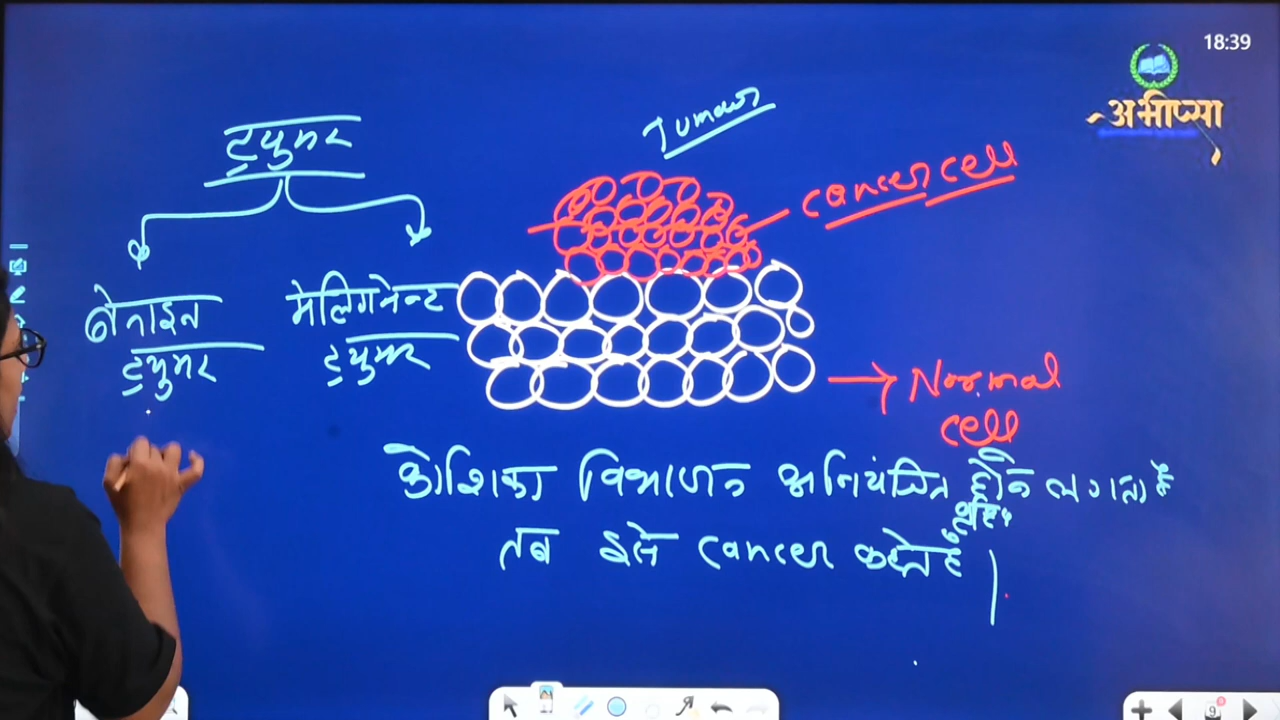 18:39
अभीप्सा
ट्युमर
Tumour
cancer cell
बेनाइन
ट्युमर
मेलिगनेन्ट
ट्युमर
Normal
cell
कोशिका विभाजन अनियंत्रित होने लगता है
तब इसे cancer कहते है।
9